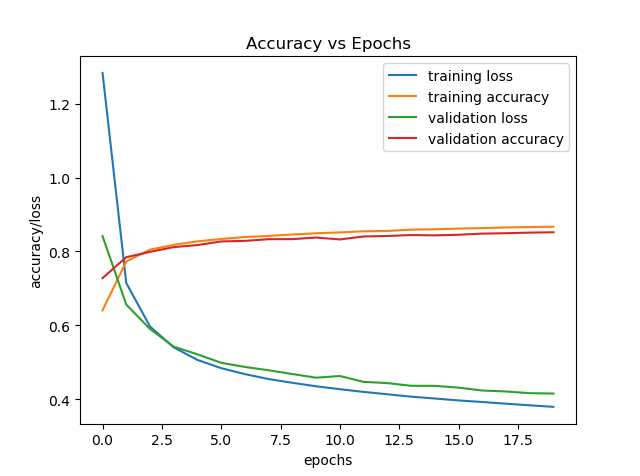 Accuracy vs Epochs
training loss
training accuracy
validation loss
validation accuracy
accuracy/loss
1.2
1.0
0.8
0.6
0.4
0.0 2.5 5.0 7.5 10.0 12.5 15.0 17.5
epochs